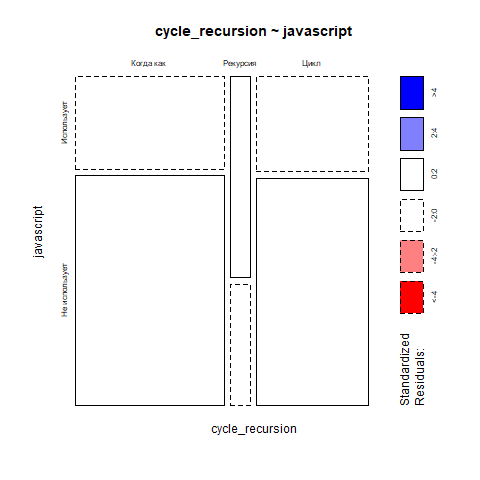 cycle_recursion ~ javascript
Когда как
Рекурсия
Цикл
Использует
Не использует
javascript
cycle_recursion
>4
2:4
0:2
-2:0
-4:-2
<-4
Standardized
Residuals: